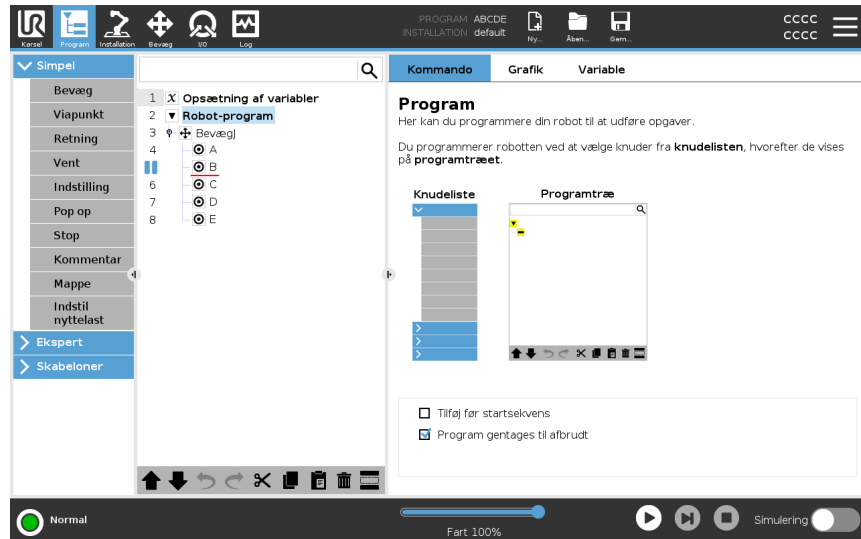 UR
PROGRAM ABCDE
INSTALLATION default
Kørsel
Program
Installation
Bevæg
I/O
Log
Ny...
Åben...
Gem...
CCCC
CCCC
Simpel
Bevæg
Viapunkt
Retning
Vent
Indstilling
Pop op
Stop
Kommentar
Mappe
Indstil
nyttelast
Ekspert
Skabeloner
1 X Opsætning af variabler
2 Robot-program
3 BevægJ
4 A
B
6 C
7 D
8 E
Kommando
Grafik
Variable
Program
Her kan du programmere din robot til at udføre opgaver.
Du programmerer robotten ved at vælge knuder fra knudelisten, hvorefter de vises
på programtræet.
Knudeliste
Programtræ
Tilføj før startsekvens
Program gentages til afbrudt
Normal
Fart 100%
Simulering